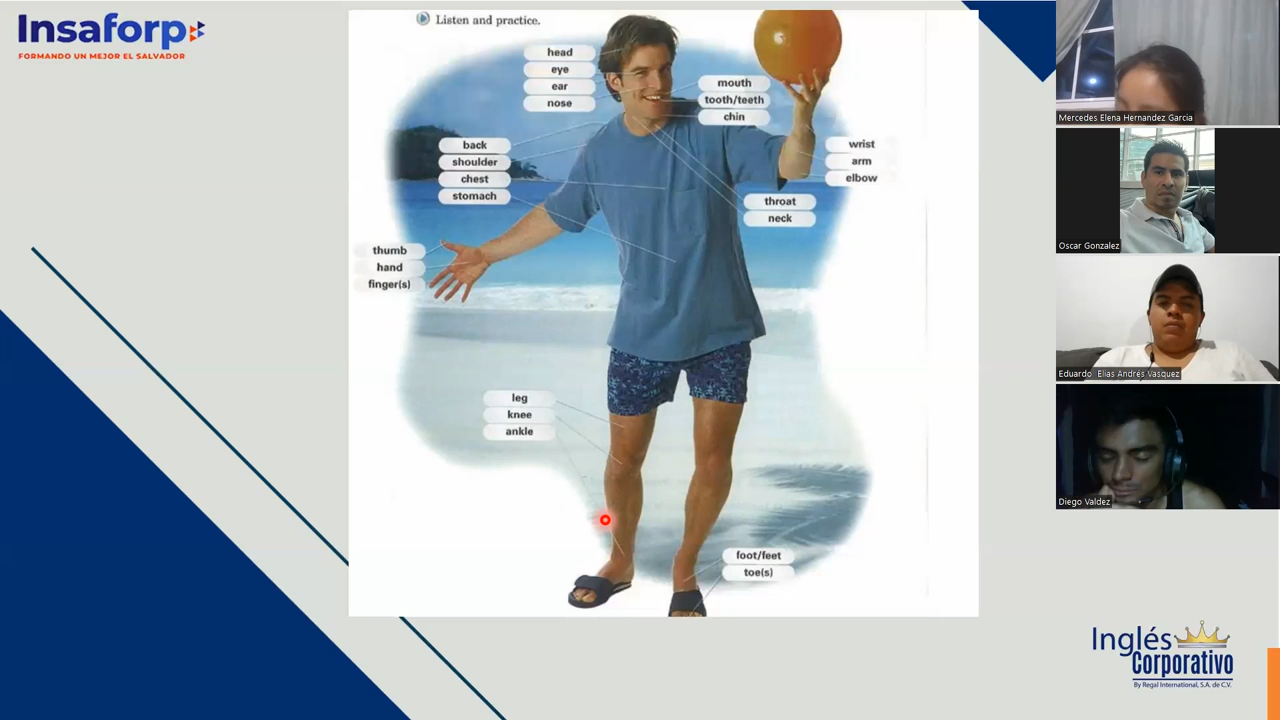 Insaforp
FORMANDO UN MEJOR EL SALVADOR
Listen and practice.
head
eye
ear
nose
mouth
tooth/teeth
chin
back
shoulder
chest
stomach
wrist
arm
elbow
throat
neck
thumb
hand
finger(s)
leg
knee
ankle
foot/feet
toe(s)
Mercedes Elena Hernandez Garcia
Oscar Gonzalez
Eduardo Elias Andrés Vasquez
Diego Valdez
Inglés
Corporativo
By Regal International, S.A. de C.V.